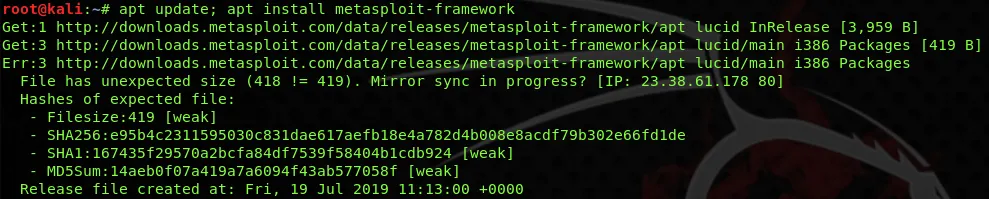 root@kali:~# apt update; apt install metasploit-framework
Get:1 http://downloads.metasploit.com/data/releases/metasploit-framework/apt lucid InRelease [3,959 B]
Get:3 http://downloads.metasploit.com/data/releases/metasploit-framework/apt lucid/main i386 Packages [419 B]
Err:3 http://downloads.metasploit.com/data/releases/metasploit-framework/apt lucid/main i386 Packages
  File has unexpected size (418 != 419). Mirror sync in progress? [IP: 23.38.61.178 80]
  Hashes of expected file:
   - Filesize:419 [weak]
   - SHA256:e95b4c2311595030c831dae617aefb18e4a782d4b008e8acdf79b302e66fd1de
   - SHA1:167435f29570a2bcfa84df7539f58404b1cdb924 [weak]
   - MD5Sum:14aeb0f07a419a7a6094f43ab577058f [weak]
  Release file created at: Fri, 19 Jul 2019 11:13:00 +0000